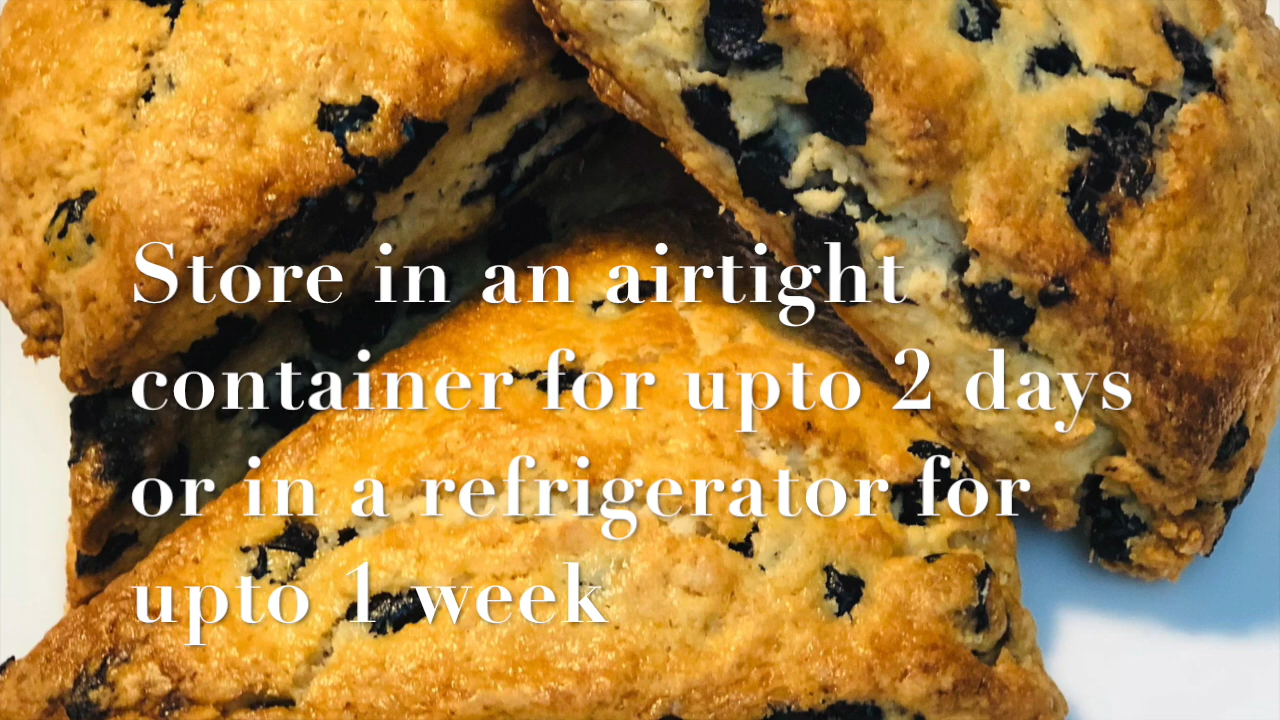 Store in an airtight
container for upto 2 days
or in a refrigerator for
upto 1 week